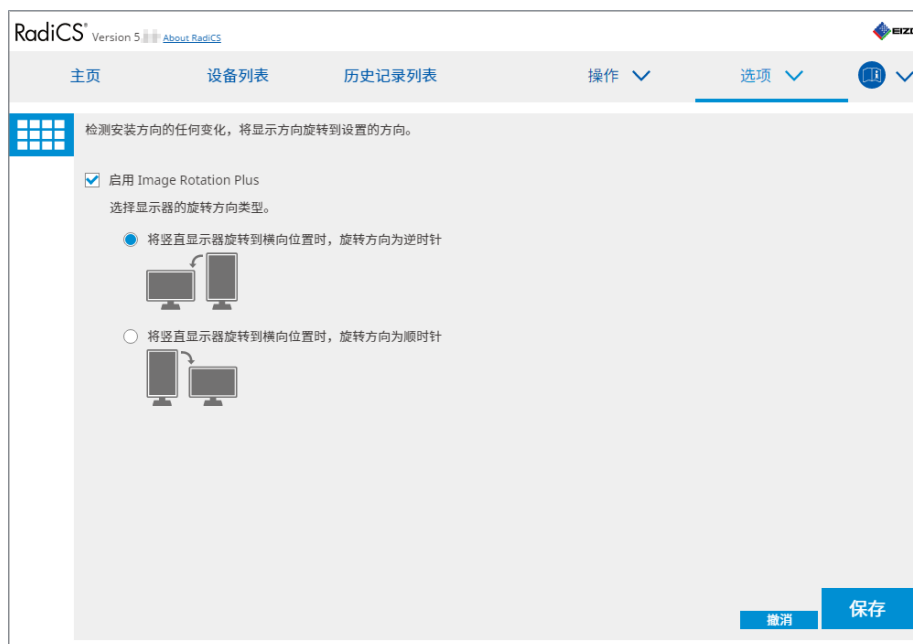 RadiCS® Version 5. About RadiCS
EIZO
主页 设备列表 历史记录列表 操作 选项
检测安装方向的任何变化，将显示方向旋转到设置的方向。
启用 Image Rotation Plus
选择显示器的旋转方向类型。
将竖直显示器旋转到横向位置时，旋转方向为逆时针
将竖直显示器旋转到横向位置时，旋转方向为顺时针
撤消
保存